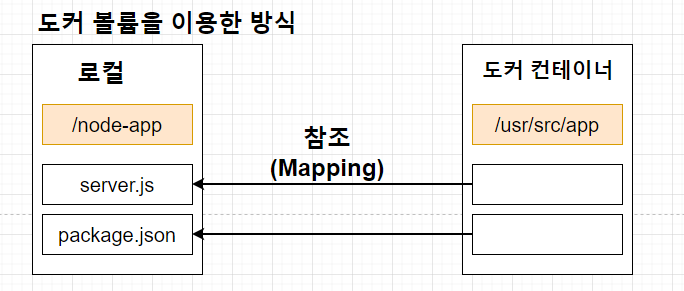 도커 볼륨을 이용한 방식
로컬
도커 컨테이너
/node-app
/usr/src/app
참조
(Mapping)
server.js
package.json